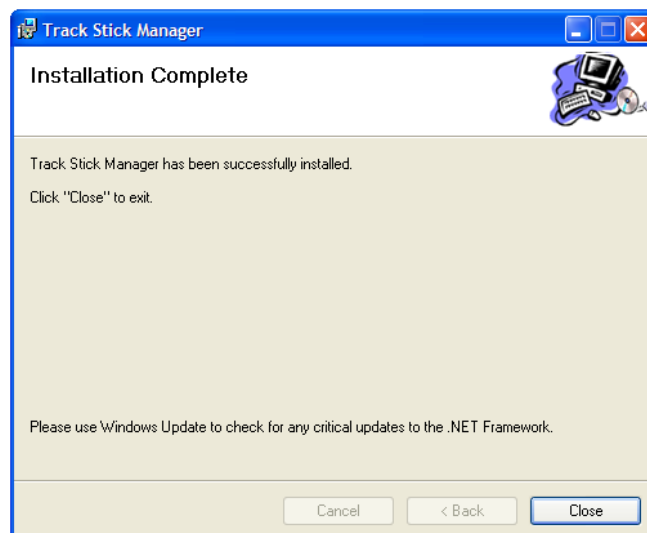 Track Stick Manager
Installation Complete
Track Stick Manager has been successfully installed.
Click "Close" to exit.
Please use Windows Update to check for any critical updates to the .NET Framework.
Cancel
< Back
Close